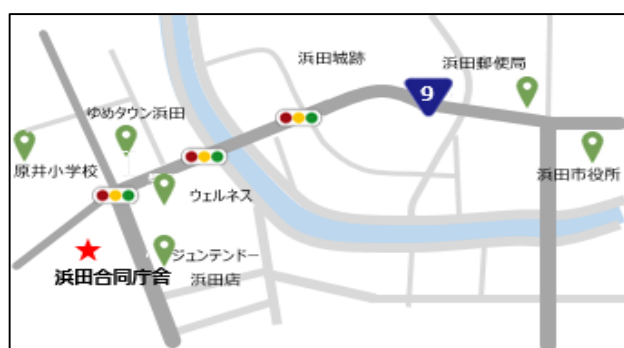 浜田城跡
浜田郵便局
9
ゆめタウン浜田
原井小学校
浜田市役所
ウェルネス
ジュンテンドー
浜田店
浜田合同庁舎